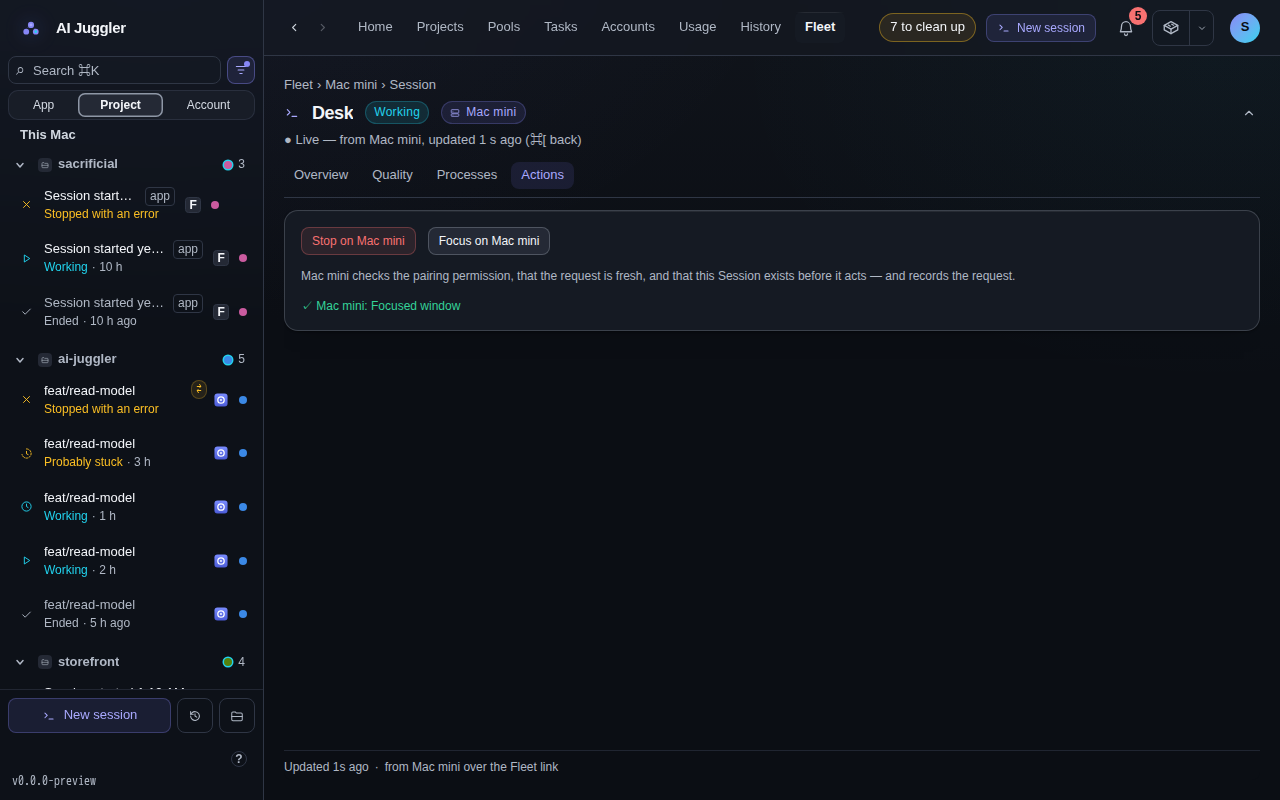 AI Juggler
Search ⌘K
App Project Account
This Mac
sacrificial 3
Session start… app F
Stopped with an error
Session started ye… app F
Working · 10 h
Session started ye… app F
Ended · 10 h ago
ai-juggler 5
feat/read-model
Stopped with an error
feat/read-model
Probably stuck · 3 h
feat/read-model
Working · 1 h
feat/read-model
Working · 2 h
feat/read-model
Ended · 5 h ago
storefront 4
New session
?
v0.0.0-preview
Home Projects Pools Tasks Accounts Usage History Fleet 7 to clean up New session 5 S
Fleet › Mac mini › Session
Desk Working Mac mini
● Live — from Mac mini, updated 1 s ago (⌘[ back)
Overview Quality Processes Actions
Stop on Mac mini Focus on Mac mini
Mac mini checks the pairing permission, that the request is fresh, and that this Session exists before it acts — and records the request.
✓ Mac mini: Focused window
Updated 1s ago · from Mac mini over the Fleet link